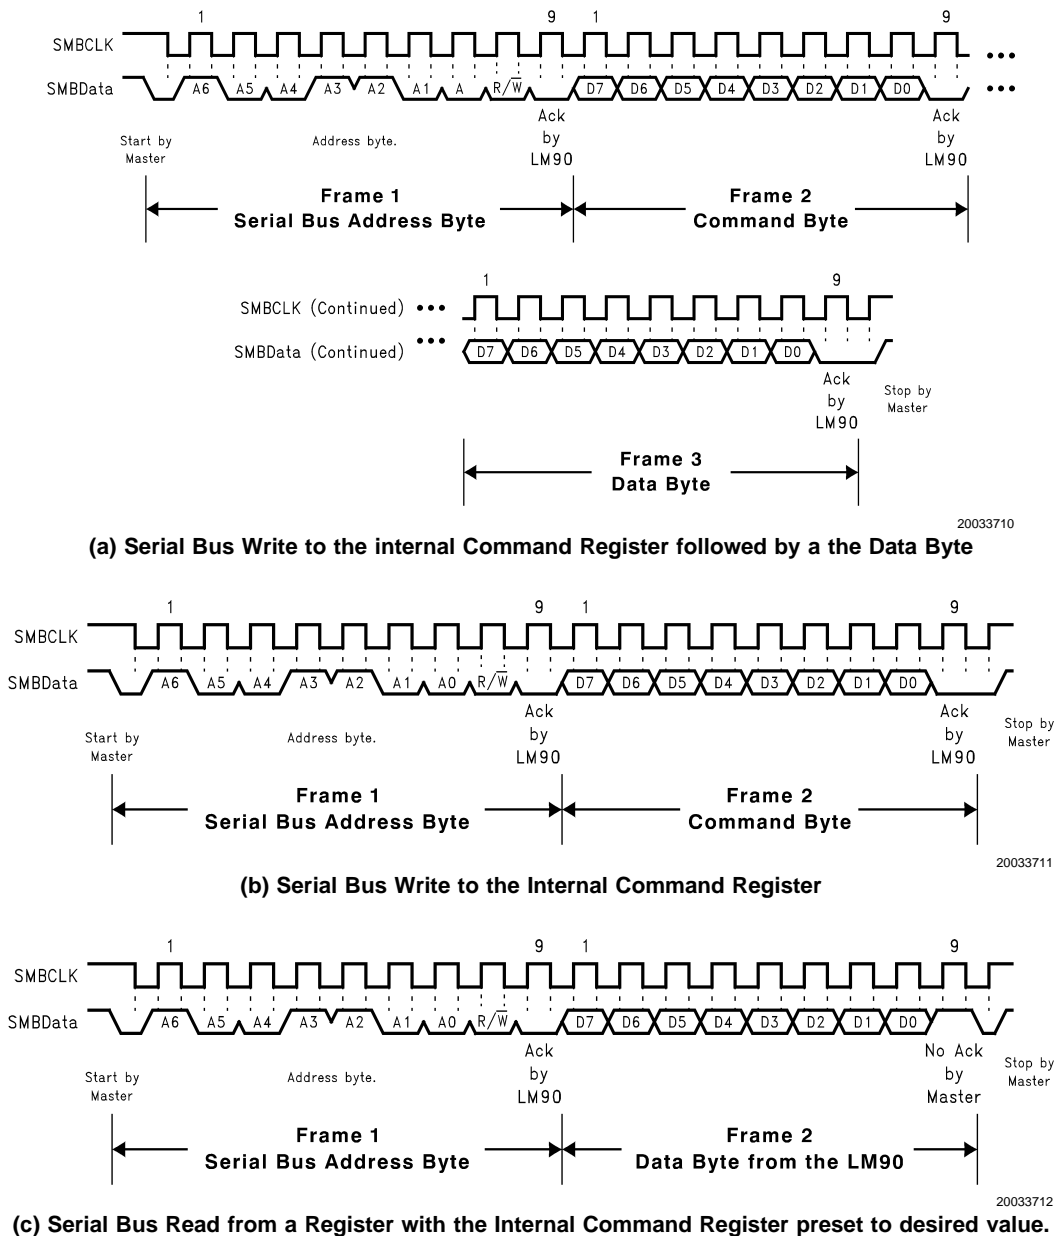 1 9 1 9
SMBCLK
SMBData A6 A5 A4 A3 A2 A1 A R/W̅ D7 D6 D5 D4 D3 D2 D1 D0
Start by
Master
Address byte.
Ack
by
LM90
Ack
by
LM90
Frame 1
Serial Bus Address Byte
Frame 2
Command Byte
1 9
SMBCLK (Continued)
SMBData (Continued) D7 D6 D5 D4 D3 D2 D1 D0
Ack
by
LM90
Stop by
Master
Frame 3
Data Byte
20033710
(a) Serial Bus Write to the internal Command Register followed by a the Data Byte
1 9 1 9
SMBCLK
SMBData A6 A5 A4 A3 A2 A1 A0 R/W̅ D7 D6 D5 D4 D3 D2 D1 D0
Start by
Master
Address byte.
Ack
by
LM90
Ack
by
LM90
Stop by
Master
Frame 1
Serial Bus Address Byte
Frame 2
Command Byte
20033711
(b) Serial Bus Write to the Internal Command Register
1 9 1 9
SMBCLK
SMBData A6 A5 A4 A3 A2 A1 A0 R/W̅ D7 D6 D5 D4 D3 D2 D1 D0
Start by
Master
Address byte.
Ack
by
LM90
No Ack
by
Master
Stop by
Master
Frame 1
Serial Bus Address Byte
Frame 2
Data Byte from the LM90
20033712
(c) Serial Bus Read from a Register with the Internal Command Register preset to desired value.